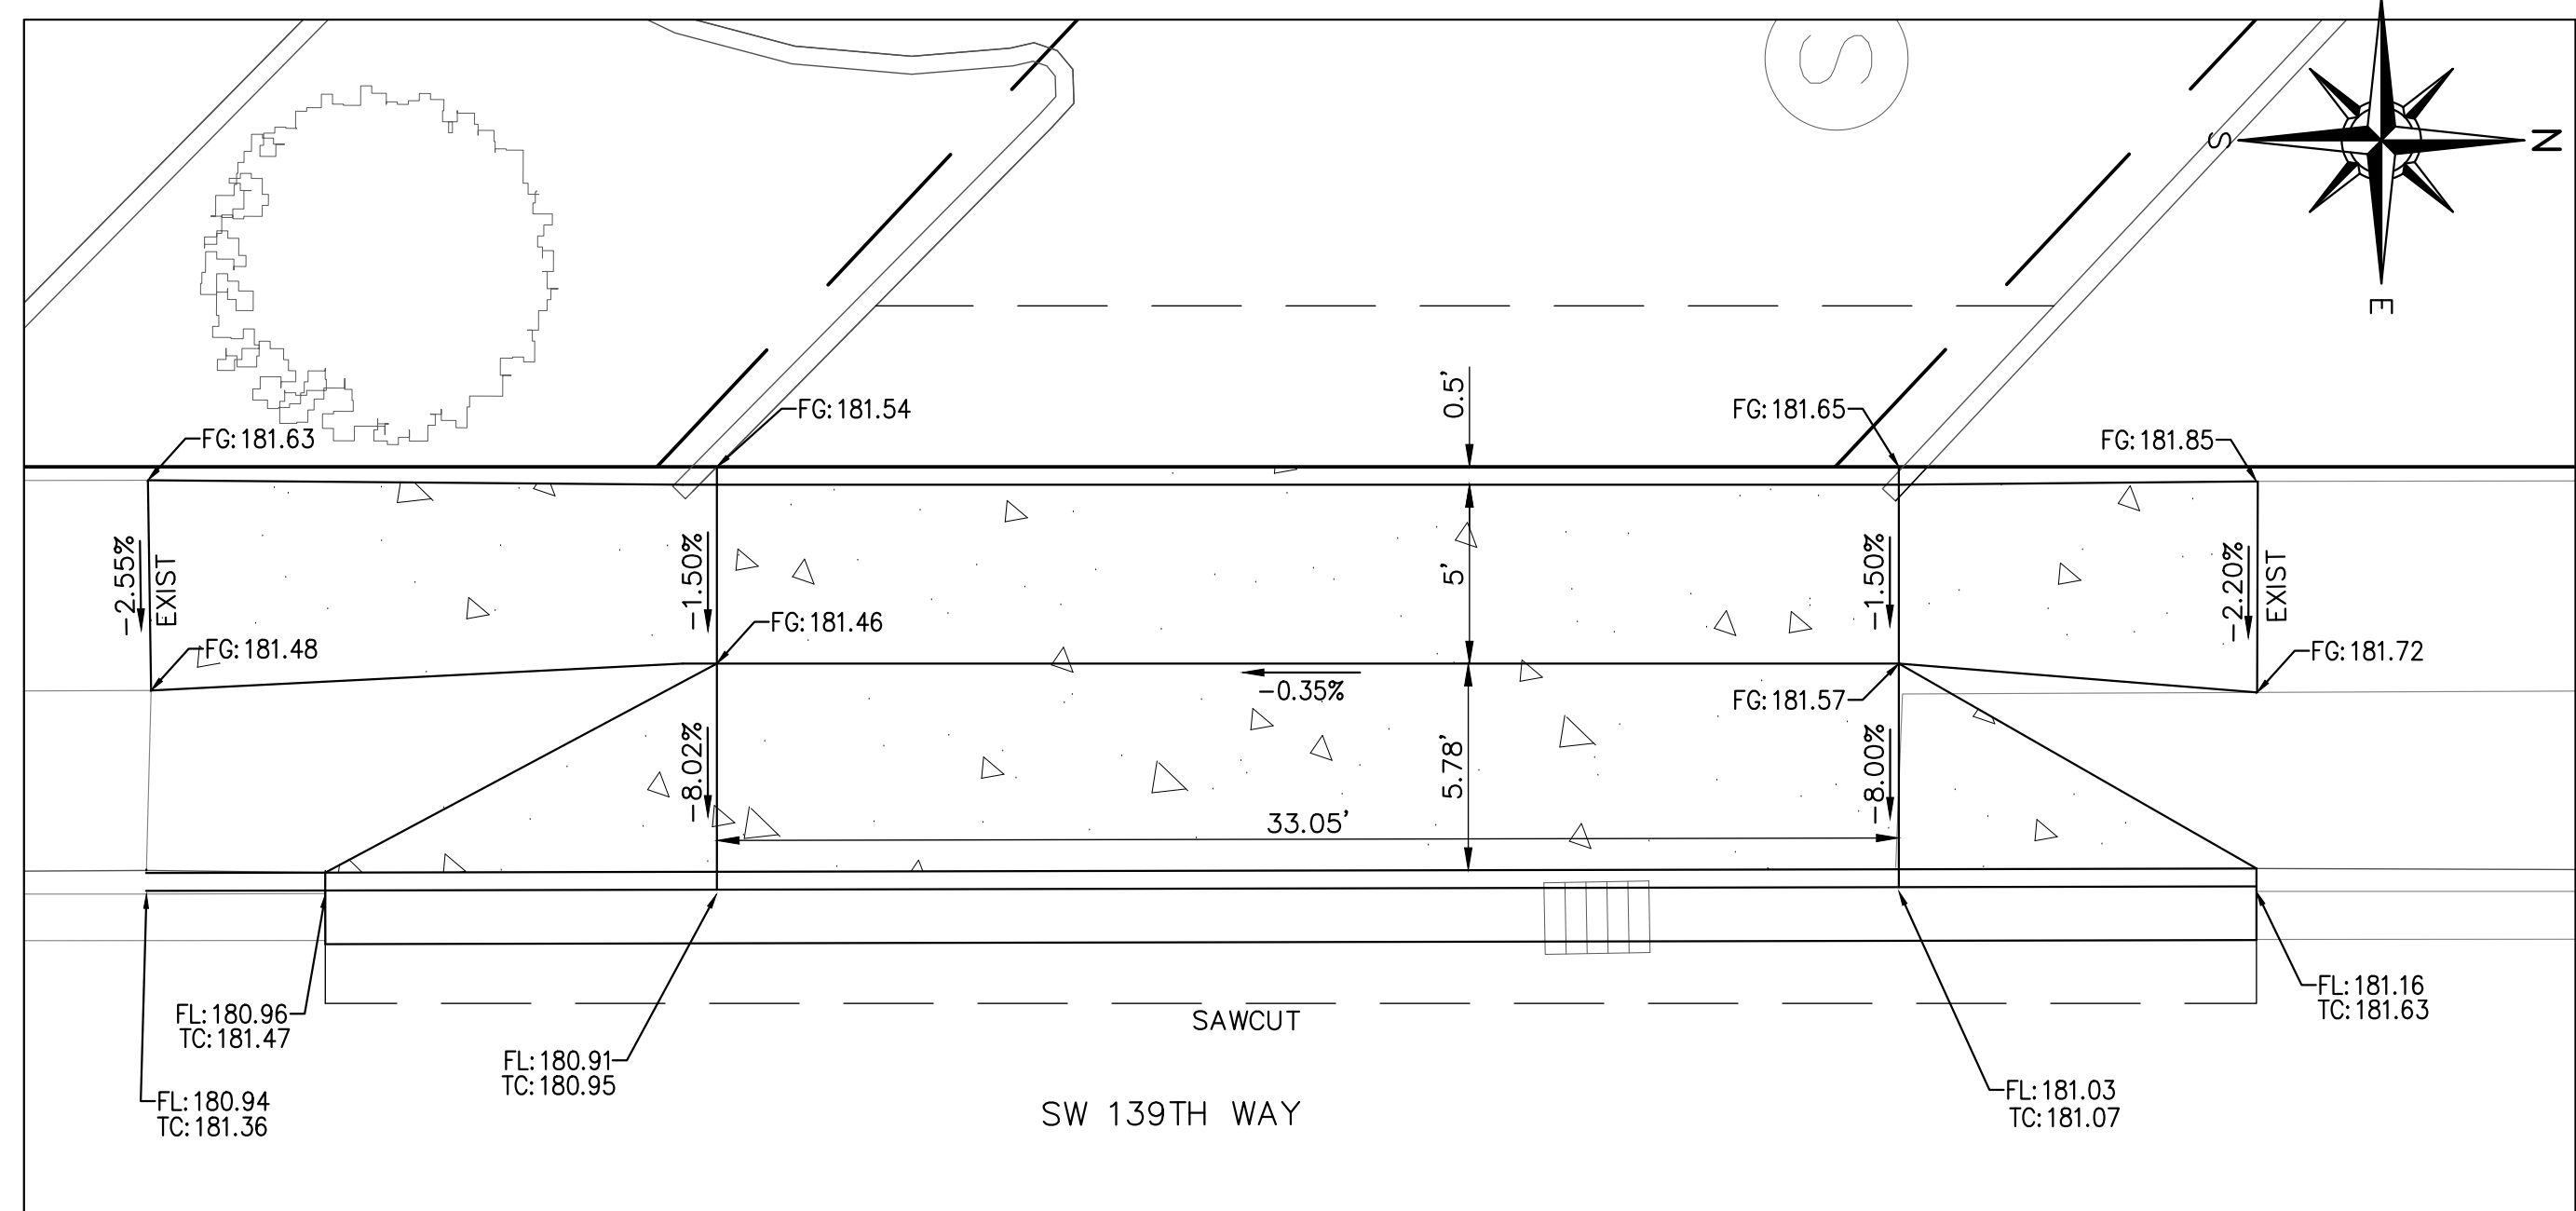 S
S
N
E
0.5'
FG:181.54
FG:181.65
FG:181.63
FG:181.85
-2.55%
EXIST
-1.50%
5'
-1.50%
-2.20%
EXIST
FG:181.46
FG:181.48
FG:181.72
-0.35%
FG:181.57
-8.02%
5.78'
-8.00%
33.05'
FL:181.16
TC:181.63
FL:180.96
TC:181.47
SAWCUT
FL:180.91
TC:180.95
FL:181.03
TC:181.07
FL:180.94
TC:181.36
SW 139TH WAY